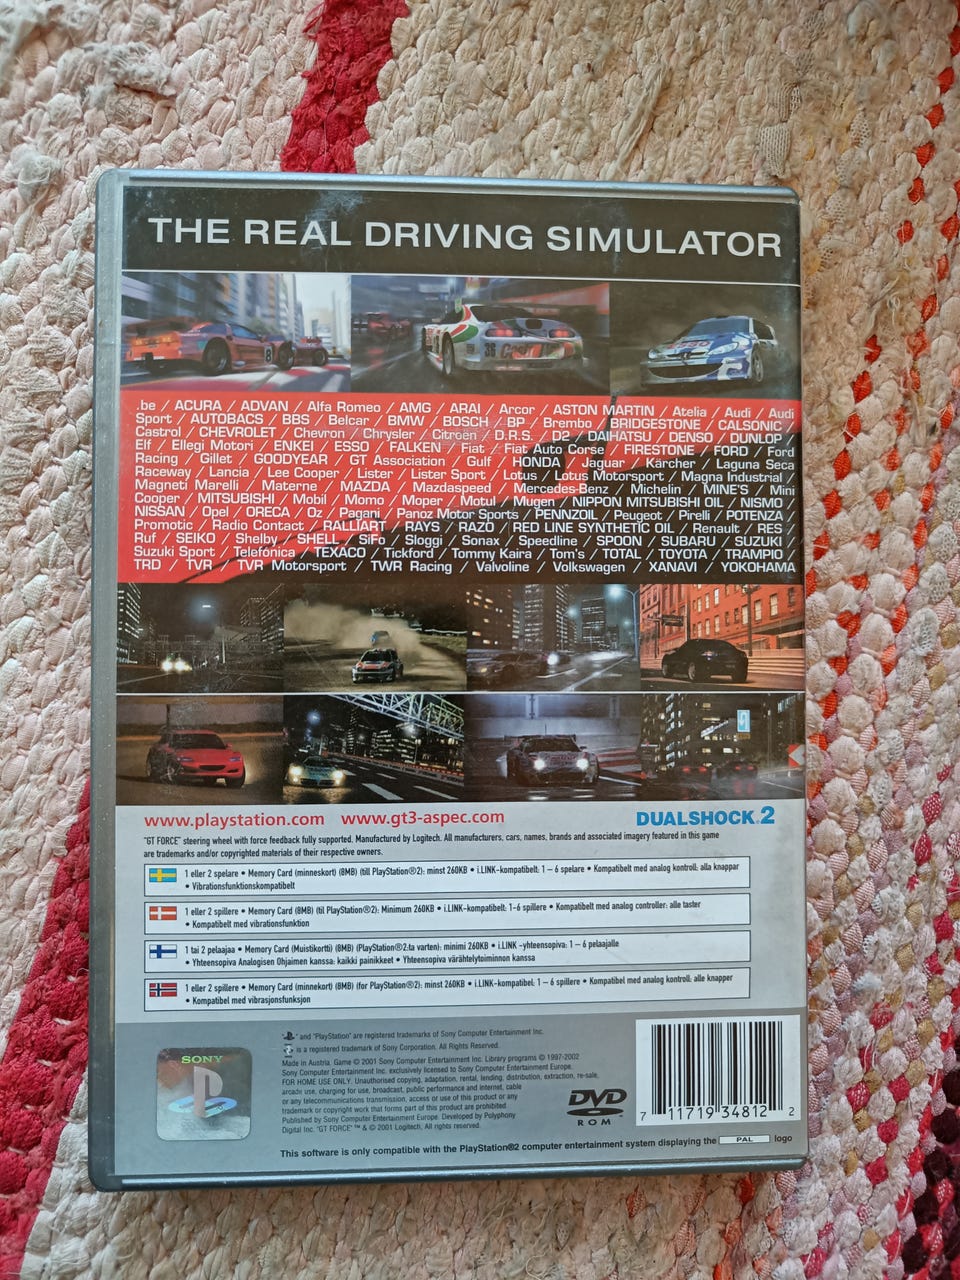 THE REAL DRIVING SIMULATOR
8
36 Castrol
.be / ACURA / ADVAN / Alfa Romeo / AMG / ARAI / Arcor / ASTON MARTIN / Atelia / Audi / Audi
Sport / AUTOBACS / BBS / Belcar / BMW / BOSCH / BP / Brembo / BRIDGESTONE / CALSONIC /
Castrol / CHEVROLET / Chevron / Chrysler / Citroën / D.R.S. / D2 / DAIHATSU / DENSO / DUNLOP /
Elf / Ellegi Motori / ENKEI / ESSO / FALKEN / Fiat / Fiat Auto Corse / FIRESTONE / FORD / Ford
Racing / Gillet / GOODYEAR / GT Association / Gulf / HONDA / Jaguar / Kärcher / Laguna Seca
Raceway / Lancia / Lee Cooper / Lister / Lister Sport / Lotus / Lotus Motorsport / Magna Industrial /
Magneti Marelli / Materne / MAZDA / Mazdaspeed / Mercedes-Benz / Michelin / MINE'S / Mini
Cooper / MITSUBISHI / Mobil / Momo / Moper / Motul / Mugen / NIPPON MITSUBISHI OIL / NISMO /
NISSAN / Opel / ORECA / Oz / Pagani / Panoz Motor Sports / PENNZOIL / Peugeot / Pirelli / POTENZA /
Promotic / Radio Contact / RALLIART / RAYS / RAZO / RED LINE SYNTHETIC OIL / Renault / RES /
Ruf / SEIKO / Shelby / SHELL / SiFo / Sloggi / Sonax / Speedline / SPOON / SUBARU / SUZUKI /
Suzuki Sport / Telefónica / TEXACO / Tickford / Tommy Kaira / Tom's / TOTAL / TOYOTA / TRAMPIO /
TRD / TVR / TVR Motorsport / TWR Racing / Valvoline / Volkswagen / XANAVI / YOKOHAMA
www.playstation.com www.gt3-aspec.com DUALSHOCK 2
"GT FORCE" steering wheel with force feedback fully supported. Manufactured by Logitech. All manufacturers, cars, names, brands and associated imagery featured in this game
are trademarks and/or copyrighted materials of their respective owners.
1 eller 2 spelare • Memory Card (minneskort) (8MB) (till PlayStation®2): minst 260KB • i.LINK-kompatibelt: 1 – 6 spelare • Kompatibelt med analog kontroll: alla knappar
• Vibrationsfunktionskompatibelt
1 eller 2 spillere • Memory Card (8MB) (til PlayStation®2): Minimum 260KB • i.LINK-kompatibelt: 1-6 spillere • Kompatibelt med analog controller: alle taster
• Kompatibelt med vibrationsfunktion
1 tai 2 pelaajaa • Memory Card (Muistikortti) (8MB) (PlayStation®2:ta varten): minimi 260KB • i.LINK -yhteensopiva: 1 – 6 pelaajalle
• Yhteensopiva Analogisen Ohjaimen kanssa: kaikki painikkeet • Yhteensopiva värähtelytoiminnon kanssa
1 eller 2 spillere • Memory Card (minnekort) (8MB) (for PlayStation®2): minst 260KB • i.LINK-kompatibel: 1 – 6 spillere • Kompatibel med analog kontroll: alle knapper
• Kompatibel med vibrasjonsfunksjon
SONY
" " and "PlayStation" are registered trademarks of Sony Computer Entertainment Inc.
" " is a registered trademark of Sony Corporation. All Rights Reserved.
Made in Austria. Game © 2001 Sony Computer Entertainment Inc. Library programs © 1997-2002
Sony Computer Entertainment Inc. exclusively licensed to Sony Computer Entertainment Europe.
FOR HOME USE ONLY. Unauthorised copying, adaptation, rental, lending, distribution, extraction, re-sale,
arcade use, charging for use, broadcast, public performance and internet, cable
or any telecommunications transmission, access or use of this product or any
trademark or copyright work that forms part of this product are prohibited
Published by Sony Computer Entertainment Europe. Developed by Polyphony
Digital Inc. "GT FORCE" ™ & © 2001 Logitech. All rights reserved.
DVD
ROM
7 11719 34812 2
This software is only compatible with the PlayStation®2 computer entertainment system displaying the PAL logo